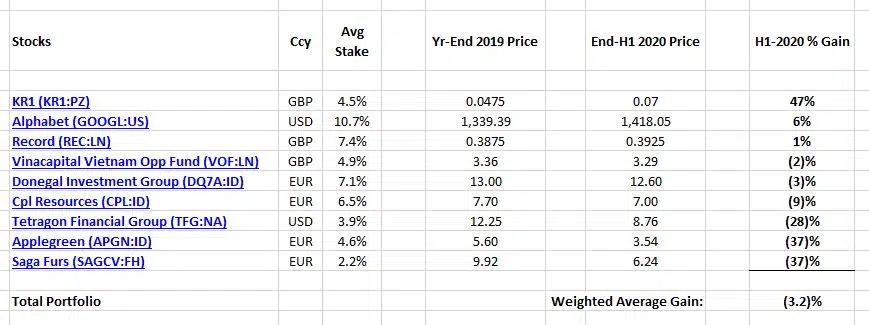 Stocks Ccy Avg Stake Yr-End 2019 Price End-H1 2020 Price H1-2020 % Gain
KR1 (KR1:PZ) GBP 4.5% 0.0475 0.07 47%
Alphabet (GOOGL:US) USD 10.7% 1,339.39 1,418.05 6%
Record (REC:LN) GBP 7.4% 0.3875 0.3925 1%
Vinacapital Vietnam Opp Fund (VOF:LN) GBP 4.9% 3.36 3.29 (2)%
Donegal Investment Group (DQ7A:ID) EUR 7.1% 13.00 12.60 (3)%
Cpl Resources (CPL:ID) EUR 6.5% 7.70 7.00 (9)%
Tetragon Financial Group (TFG:NA) USD 3.9% 12.25 8.76 (28)%
Applegreen (APGN:ID) EUR 4.6% 5.60 3.54 (37)%
Saga Furs (SAGCV:FH) EUR 2.2% 9.92 6.24 (37)%
Total Portfolio Weighted Average Gain: (3.2)%